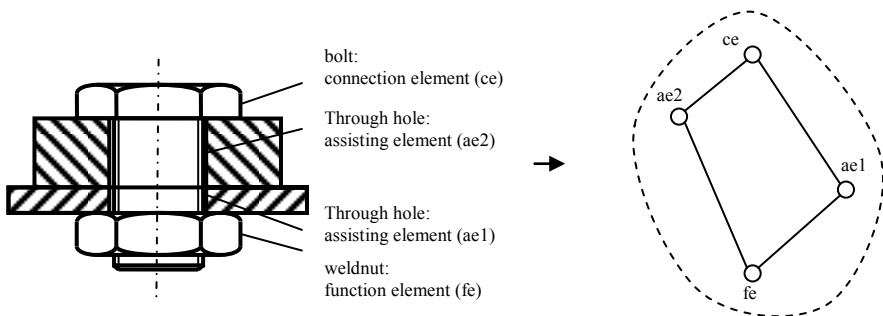 bolt:
connection element (ce)
Through hole:
assisting element (ae2)
Through hole:
assisting element (ae1)
weldnut:
function element (fe)
ce
ae2
ae1
fe